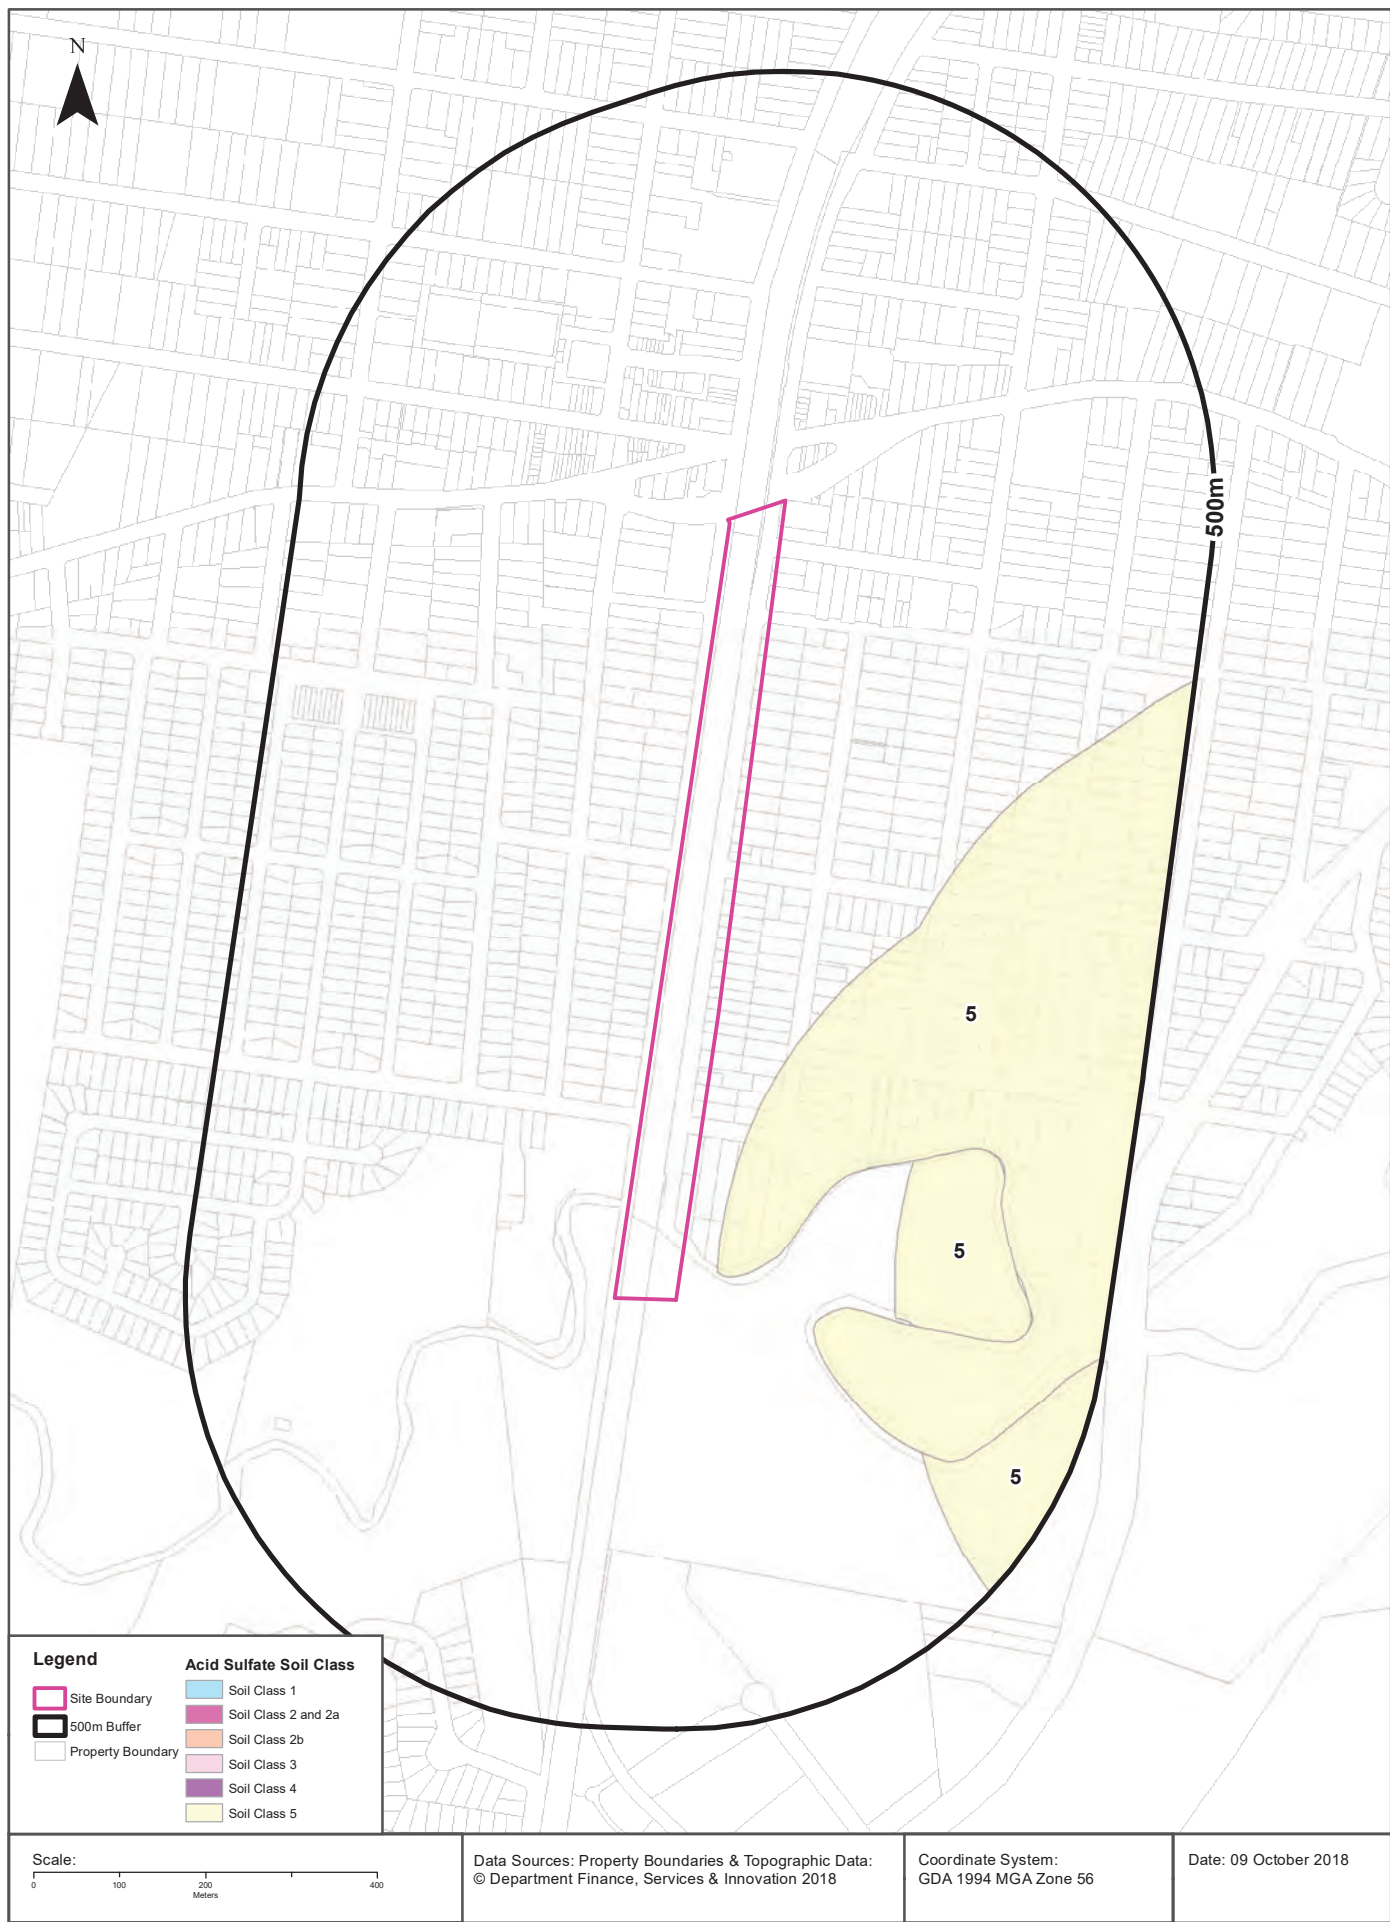 N
500m
5
5
5
Legend
Site Boundary
500m Buffer
Property Boundary
Acid Sulfate Soil Class
Soil Class 1
Soil Class 2 and 2a
Soil Class 2b
Soil Class 3
Soil Class 4
Soil Class 5
Scale:
0 100 200 400
Meters
Data Sources: Property Boundaries & Topographic Data:
© Department Finance, Services & Innovation 2018
Coordinate System:
GDA 1994 MGA Zone 56
Date: 09 October 2018